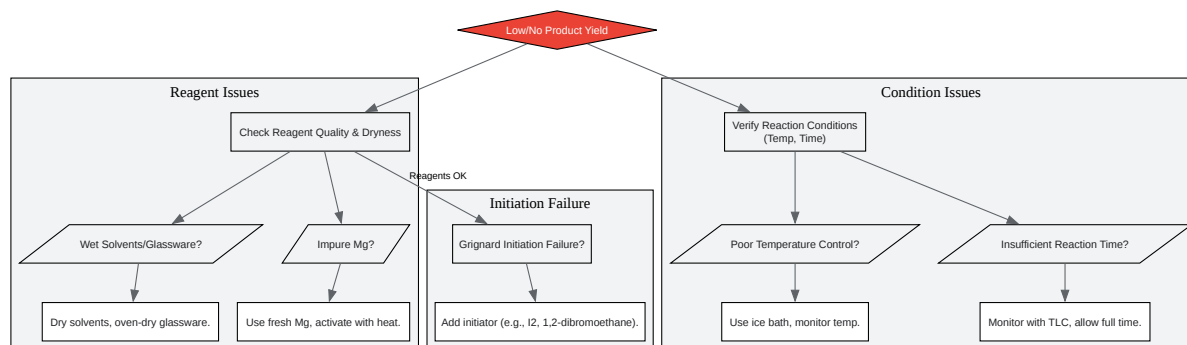 Low/No Product Yield
Reagent Issues
Condition Issues
Check Reagent Quality & Dryness
Verify Reaction Conditions
(Temp, Time)
Reagents OK
Initiation Failure
Wet Solvents/Glassware?
Impure Mg?
Grignard Initiation Failure?
Poor Temperature Control?
Insufficient Reaction Time?
Dry solvents, oven-dry glassware.
Use fresh Mg, activate with heat.
Add initiator (e.g., I2, 1,2-dibromoethane).
Use ice bath, monitor temp.
Monitor with TLC, allow full time.